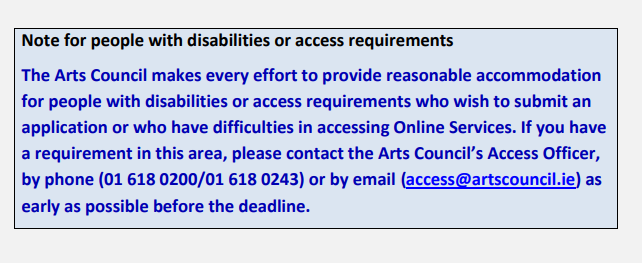 Note for people with disabilities or access requirements
The Arts Council makes every effort to provide reasonable accommodation
for people with disabilities or access requirements who wish to submit an
application or who have difficulties in accessing Online Services. If you have
a requirement in this area, please contact the Arts Council’s Access Officer,
by phone (01 618 0200/01 618 0243) or by email (access@artscouncil.ie) as
early as possible before the deadline.